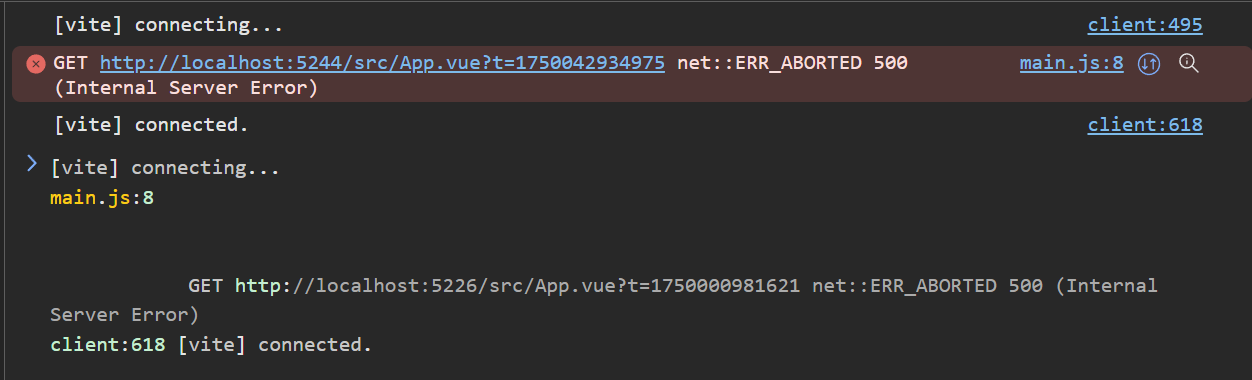 [vite] connecting... client:495
GET http://localhost:5244/src/App.vue?t=1750042934975 net::ERR_ABORTED 500 main.js:8
(Internal Server Error)
[vite] connected. client:618
> [vite] connecting...
main.js:8
GET http://localhost:5226/src/App.vue?t=1750000981621 net::ERR_ABORTED 500 (Internal
Server Error)
client:618 [vite] connected.